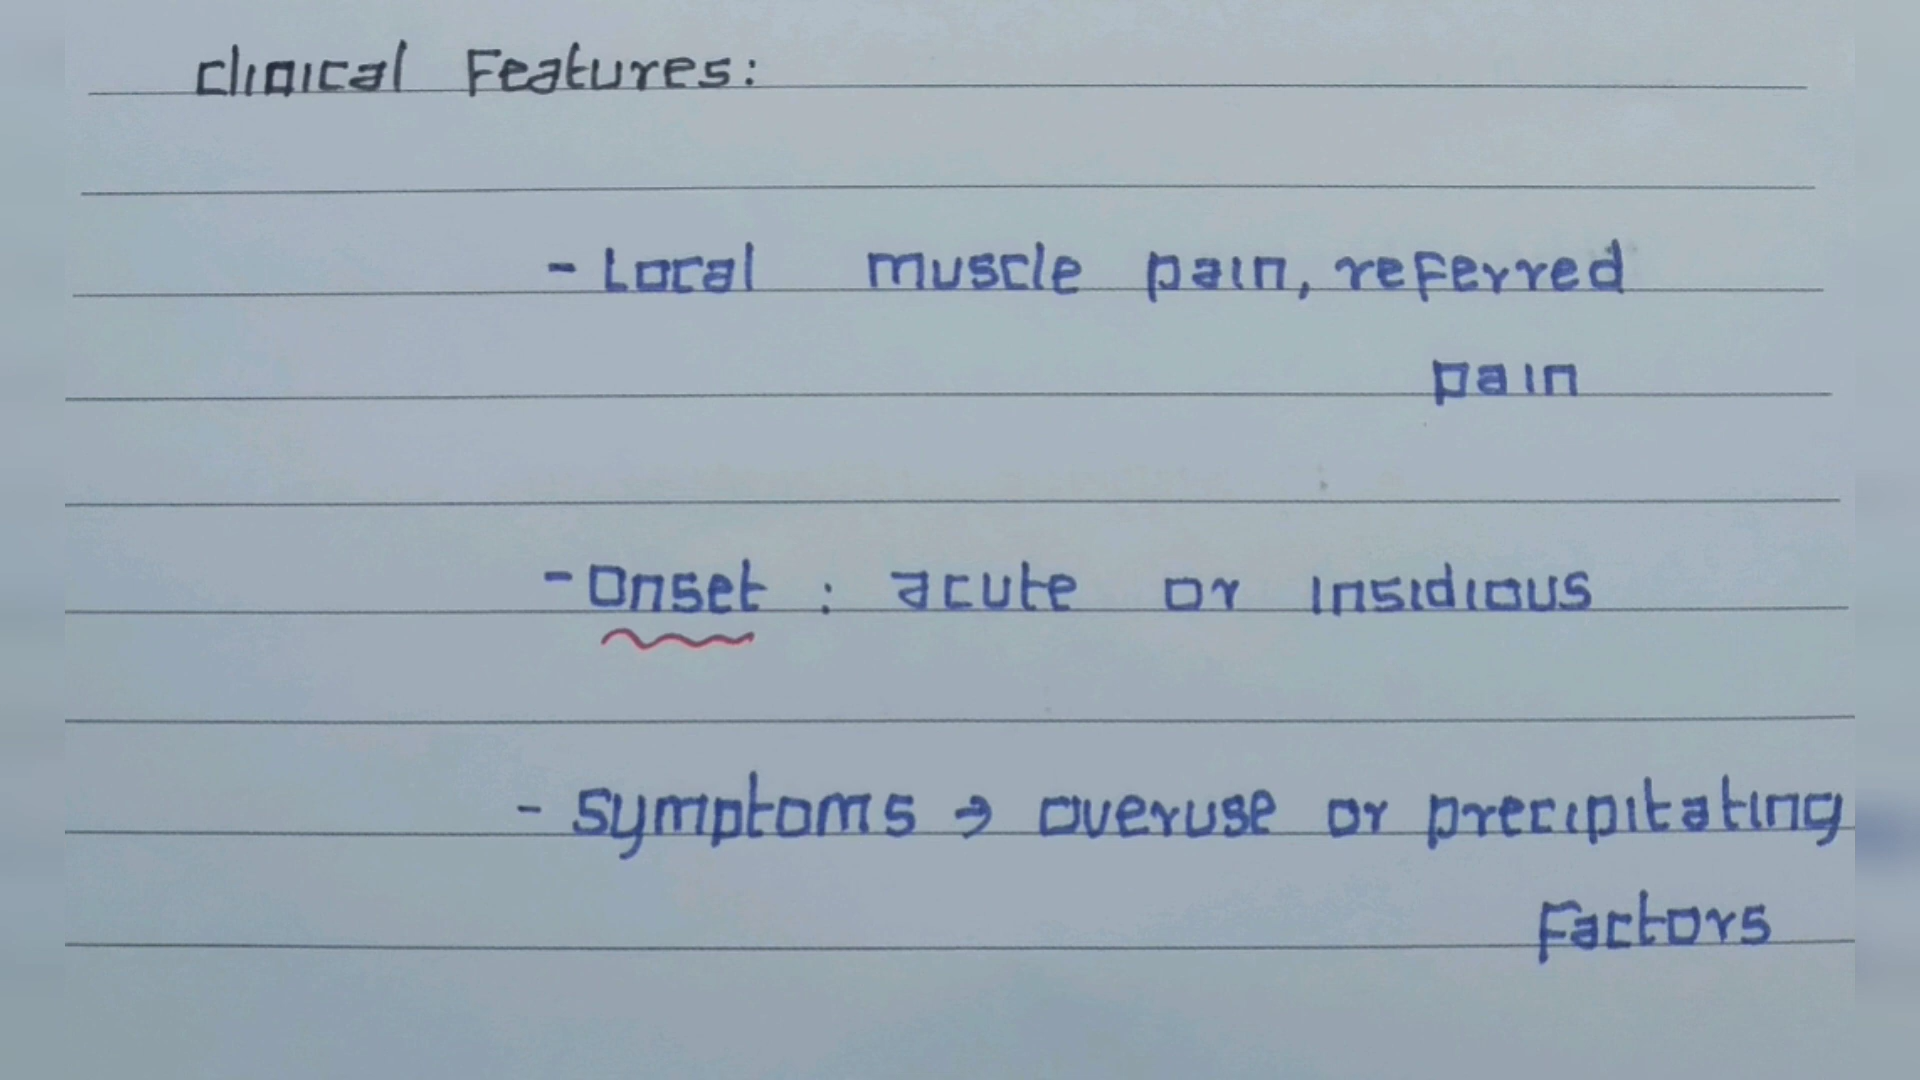 Clinical Features:
- Local muscle pain, referred
pain
- Onset : acute or insidious
- Symptoms → overuse or precipitating
Factors